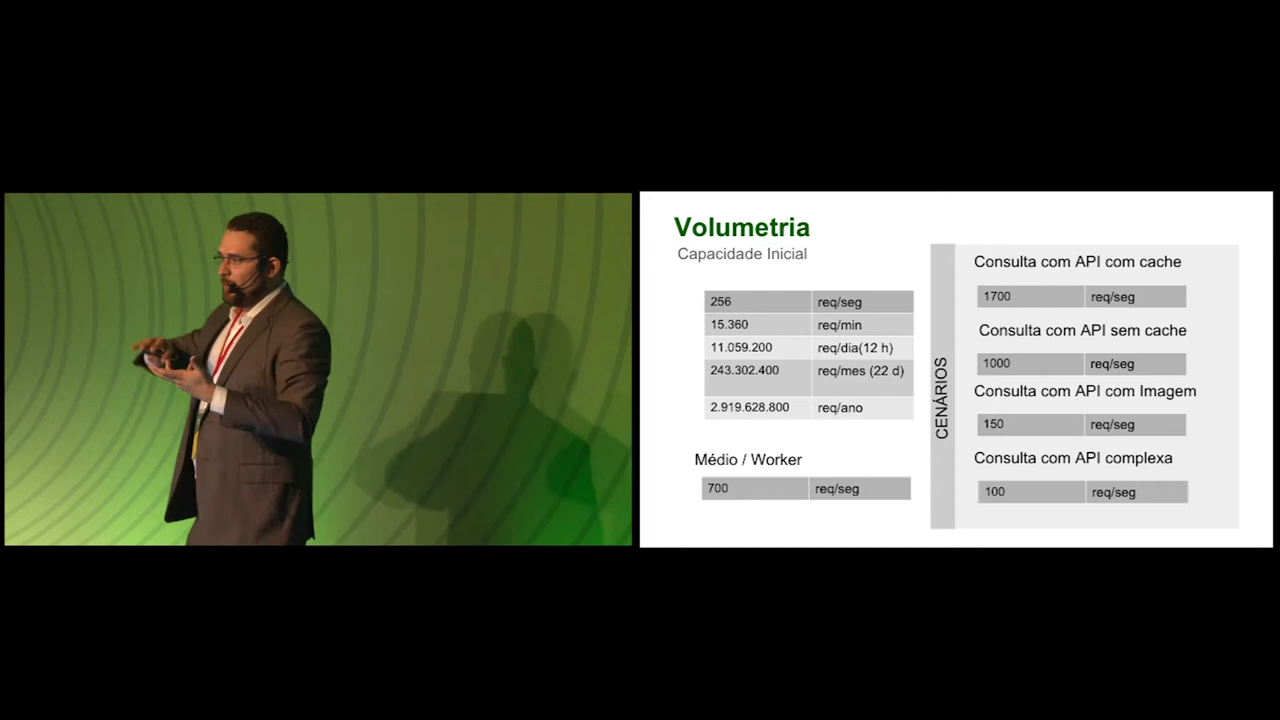 Volumetria
Capacidade Inicial
256 req/seg
15.360 req/min
11.059.200 req/dia(12 h)
243.302.400 req/mes (22 d)
2.919.628.800 req/ano
Médio / Worker
700 req/seg
CENÁRIOS
Consulta com API com cache
1700 req/seg
Consulta com API sem cache
1000 req/seg
Consulta com API com Imagem
150 req/seg
Consulta com API complexa
100 req/seg